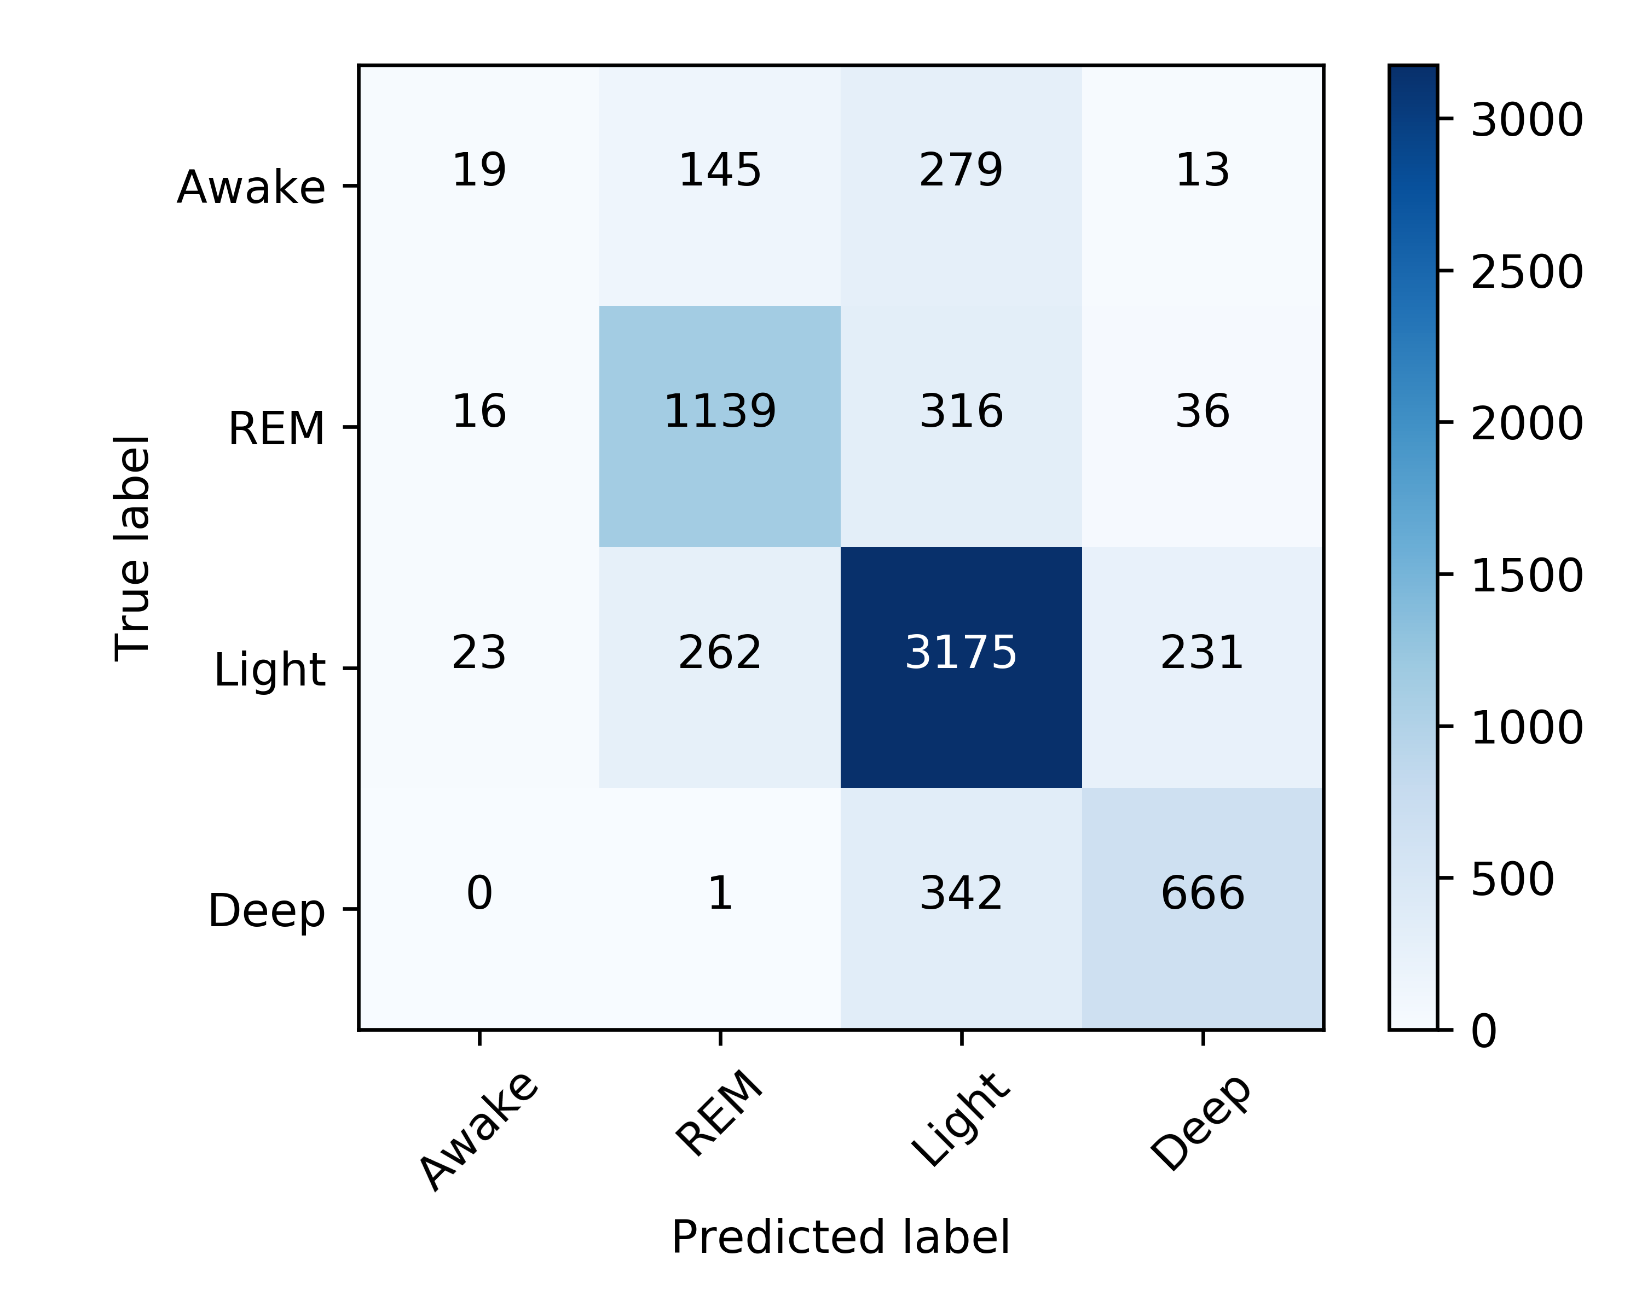 Awake 19 145 279 13
REM 16 1139 316 36
Light 23 262 3175 231
Deep 0 1 342 666
Awake REM Light Deep
True label
Predicted label
3000
2500
2000
1500
1000
500
0